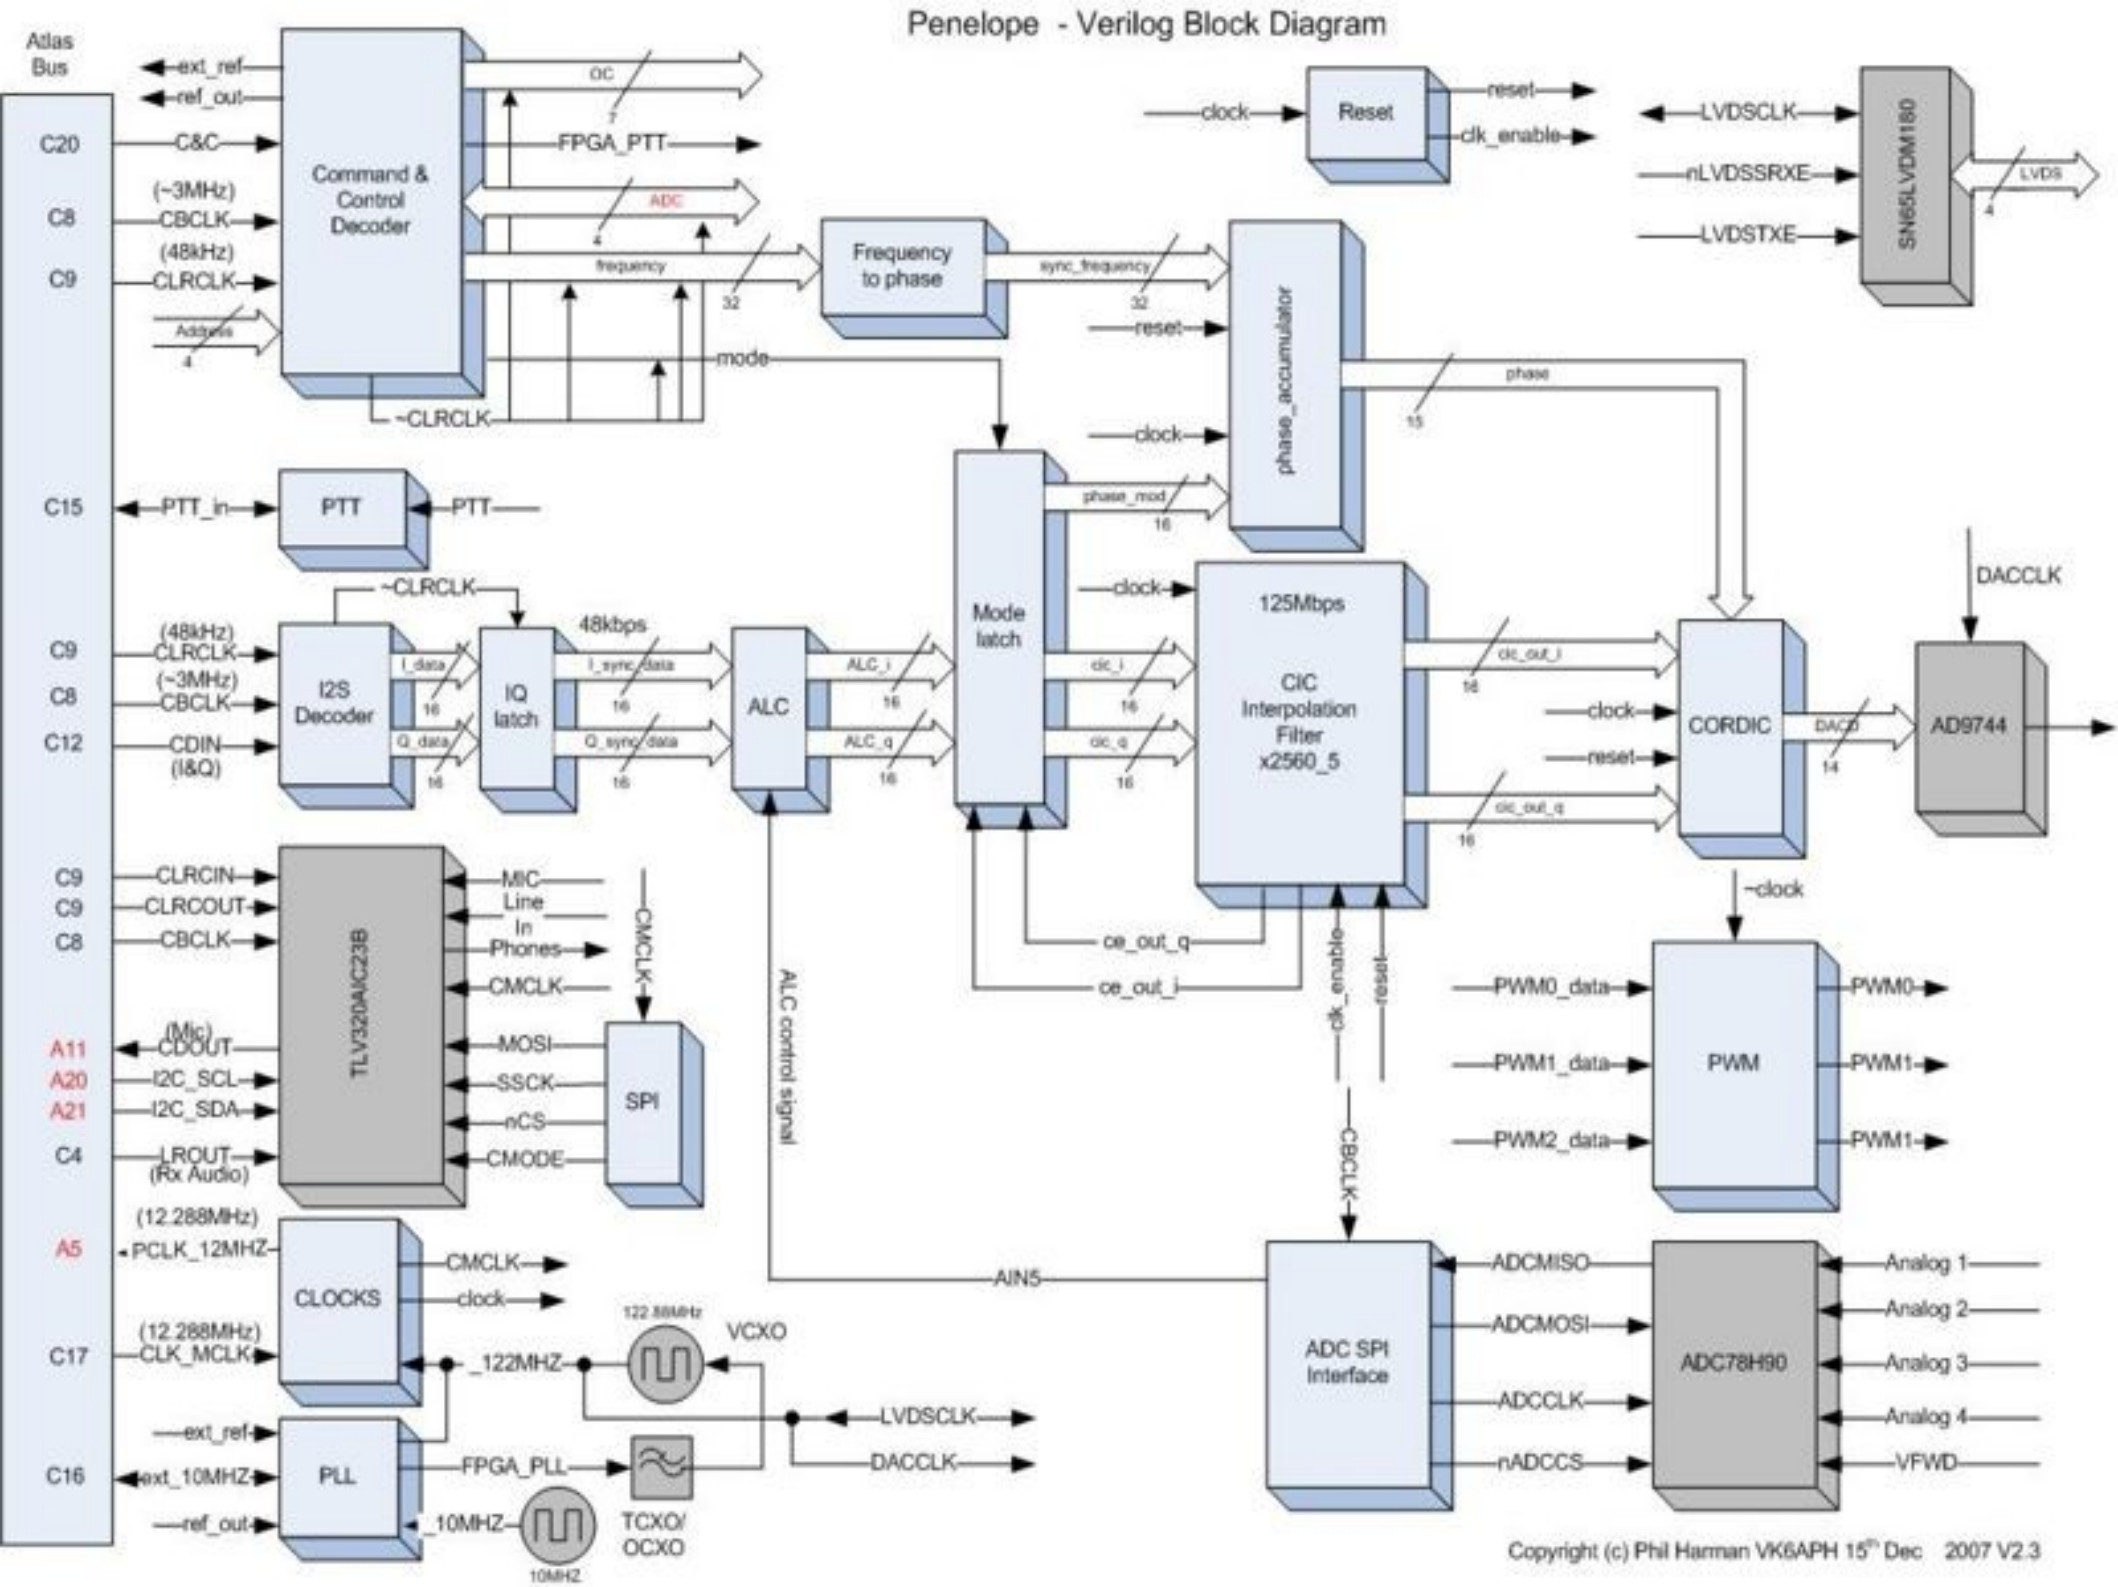 Penelope - Verilog Block Diagram
Atlas
Bus
C20
C8
C9
C15
C9
C8
C12
C9
C9
C8
A11
A20
A21
C4
A5
C17
C16
ext_ref
ref_out
C&C
(~3MHz)
CBCLK
(48kHz)
CLRCLK
Address
4
Command &
Control
Decoder
OC
7
FPGA_PTT
ADC
4
frequency
32
mode
~CLRCLK
Frequency
to phase
sync_frequency
32
clock
Reset
reset
clk_enable
LVDSCLK
nLVDSSRXE
LVDSTXE
SN65LVDM180
LVDS
4
reset
clock
phase_accumulator
phase
15
phase_mod
16
PTT_in
PTT
PTT
~CLRCLK
(48kHz)
CLRCLK
(~3MHz)
CBCLK
CDIN
(I&Q)
I2S
Decoder
I_data
16
Q_data
16
IQ
latch
48kbps
I_sync_data
16
Q_sync_data
16
ALC
ALC_i
16
ALC_q
16
Mode
latch
cic_i
16
cic_q
16
clock
125Mbps
CIC
Interpolation
Filter
x2560_5
cic_out_i
16
cic_out_q
16
clock
reset
CORDIC
DACD
14
DACCLK
AD9744
ce_out_q
ce_out_i
clk_enable
reset
~clock
PWM0_data
PWM1_data
PWM2_data
PWM
PWM0
PWM1
PWM1
CLRCIN
CLRCOUT
CBCLK
(Mic)
CDOUT
I2C_SCL
I2C_SDA
LROUT
(Rx Audio)
TLV320AIC23B
MIC
Line
In
Phones
CMCLK
MOSI
SSCK
nCS
CMODE
CMCLK
SPI
ALC control signal
(12.288MHz)
PCLK_12MHZ
(12.288MHz)
CLK_MCLK
CLOCKS
CMCLK
clock
_122MHZ
122.88MHz
VCXO
ext_ref
ext_10MHZ
ref_out
PLL
FPGA_PLL
_10MHZ
10MHZ
TCXO/
OCXO
LVDSCLK
DACCLK
AIN5
CBCLK
ADC SPI
Interface
ADCMISO
ADCMOSI
ADCCLK
nADCCS
ADC78H90
Analog 1
Analog 2
Analog 3
Analog 4
VFWD
Copyright (c) Phil Harman VK6APH 15th Dec 2007 V2.3